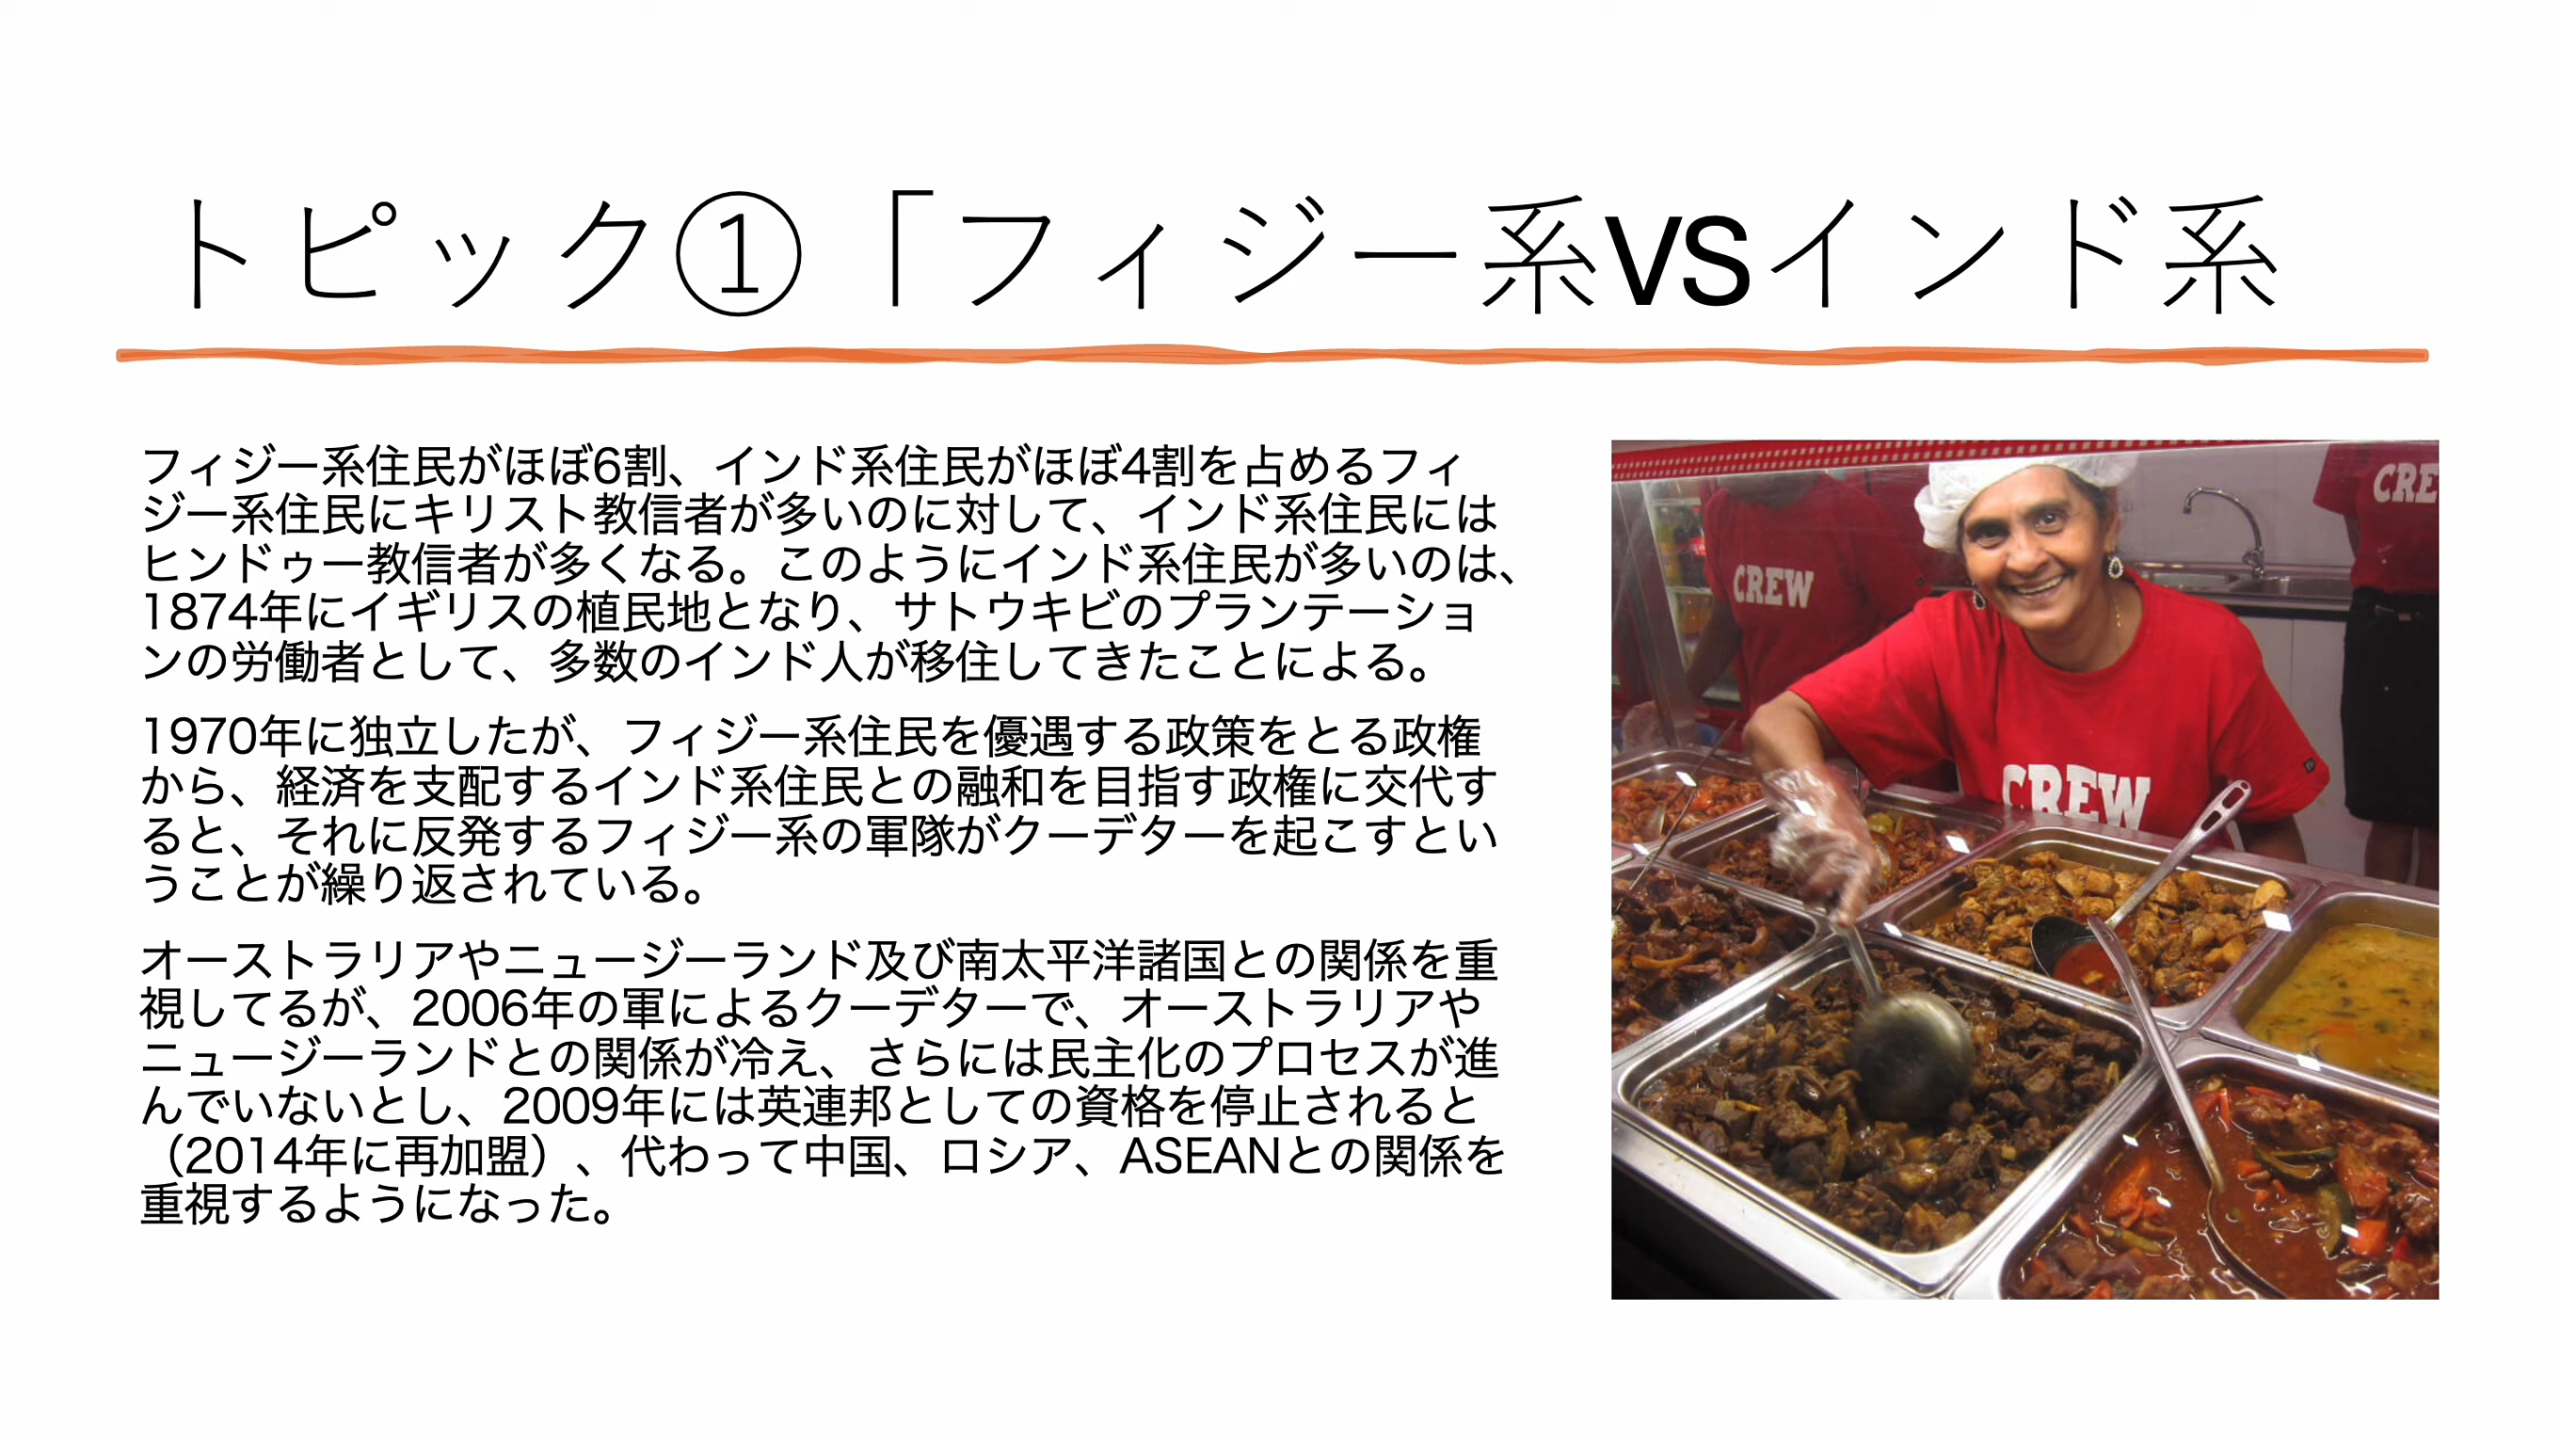 トピック①「フィジー系VSインド系
フィジー系住民がほぼ6割、インド系住民がほぼ4割を占めるフィ
ジー系住民にキリスト教信者が多いのに対して、インド系住民には
ヒンドゥー教信者が多くなる。このようにインド系住民が多いのは、
1874年にイギリスの植民地となり、サトウキビのプランテーショ
ンの労働者として、多数のインド人が移住してきたことによる。
1970年に独立したが、フィジー系住民を優遇する政策をとる政権
から、経済を支配するインド系住民との融和を目指す政権に交代す
ると、それに反発するフィジー系の軍隊がクーデターを起こすとい
うことが繰り返されている。
オーストラリアやニュージーランド及び南太平洋諸国との関係を重
視してるが、2006年の軍によるクーデターで、オーストラリアや
ニュージーランドとの関係が冷え、さらには民主化のプロセスが進
んでいないとし、2009年には英連邦としての資格を停止されると
（2014年に再加盟）、代わって中国、ロシア、ASEANとの関係を
重視するようになった。
CRE
CREW
CREW